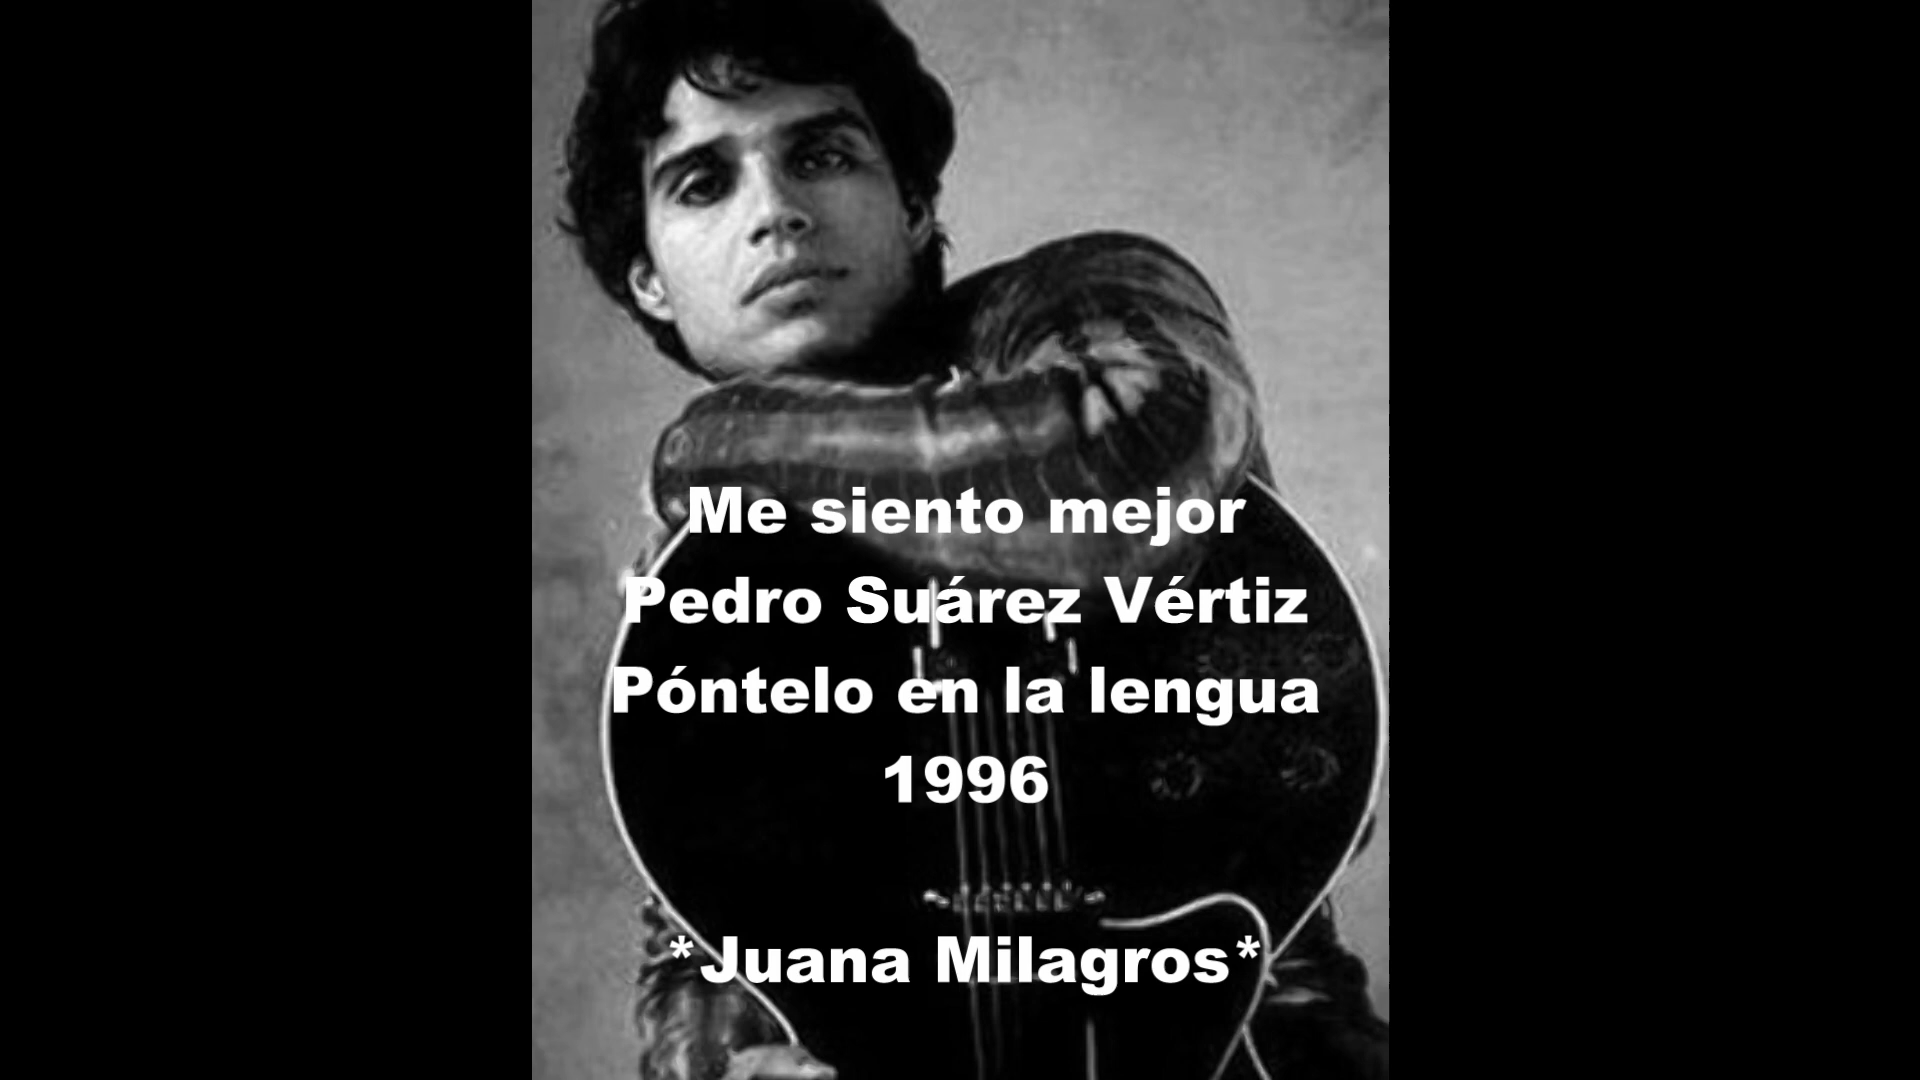 Me siento mejor
Pedro Suárez Vértiz
Póntelo en la lengua
1996
*Juana Milagros*